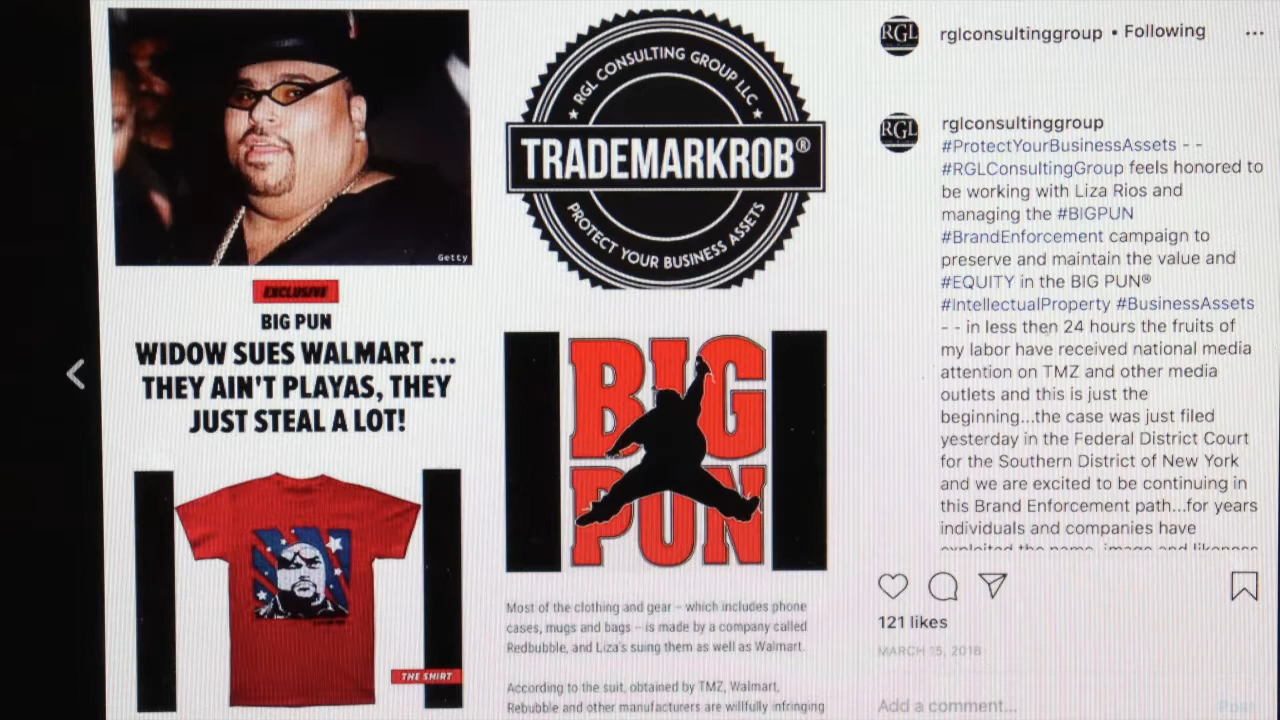 Getty
EXCLUSIVE
BIG PUN
WIDOW SUES WALMART ...
THEY AIN'T PLAYAS, THEY
JUST STEAL A LOT!
THE SHIRT
RGL CONSULTING GROUP LLC
TRADEMARKROB®
PROTECT YOUR BUSINESS ASSETS
BIG
PUN
Most of the clothing and gear – which includes phone
cases, mugs and bags – is made by a company called
Redbubble, and Liza's suing them as well as Walmart.
According to the suit, obtained by TMZ, Walmart,
Rebubble and other manufacturers are willfully infringing
RGL
rglconsultinggroup • Following
RGL
rglconsultinggroup
#ProtectYourBusinessAssets - -
#RGLConsultingGroup feels honored to
be working with Liza Rios and
managing the #BIGPUN
#BrandEnforcement campaign to
preserve and maintain the value and
#EQUITY in the BIG PUN®
#IntellectualProperty #BusinessAssets
- - in less then 24 hours the fruits of
my labor have received national media
attention on TMZ and other media
outlets and this is just the
beginning...the case was just filed
yesterday in the Federal District Court
for the Southern District of New York
and we are excited to be continuing in
this Brand Enforcement path...for years
individuals and companies have
exploited the name, image and likeness
121 likes
MARCH 15, 2018
Add a comment...
Post